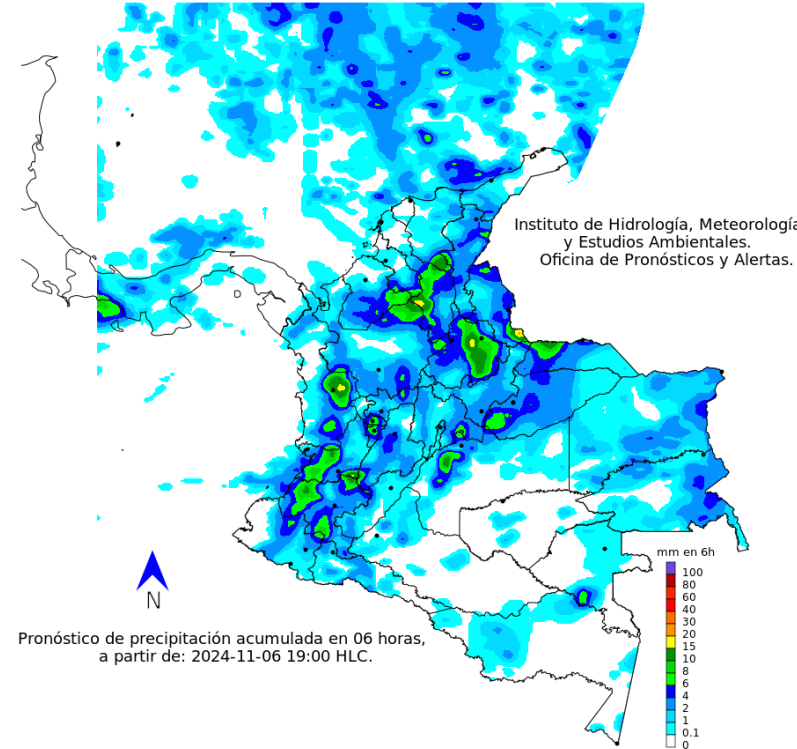 Instituto de Hidrología, Meteorología
y Estudios Ambientales.
Oficina de Pronósticos y Alertas.
N
Pronóstico de precipitación acumulada en 06 horas,
a partir de: 2024-11-06 19:00 HLC.
mm en 6h
100
80
60
40
30
20
15
10
8
6
4
2
1
0.1
0